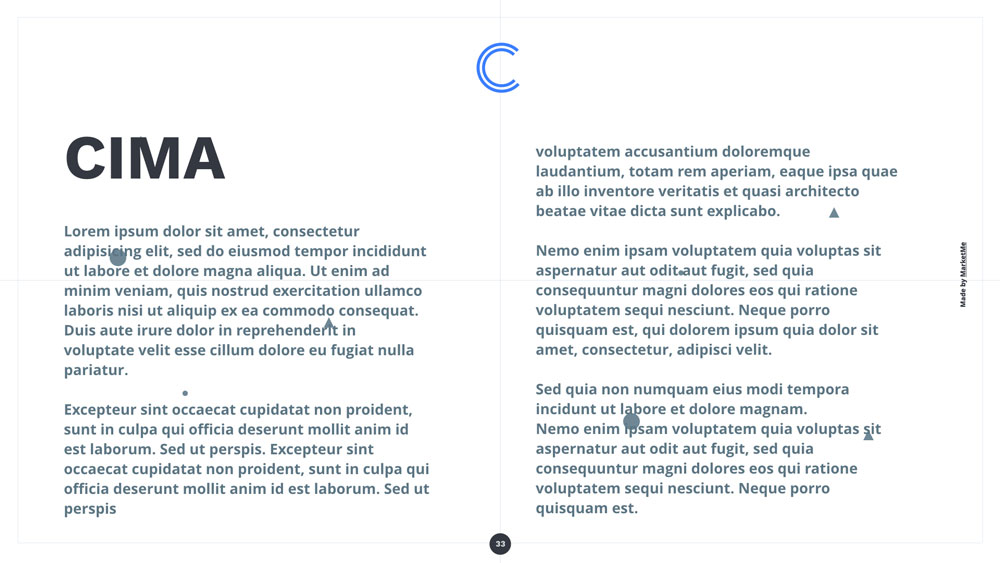 CIMA
Lorem ipsum dolor sit amet, consectetur
adipisicing elit, sed do eiusmod tempor incididunt
ut labore et dolore magna aliqua. Ut enim ad
minim veniam, quis nostrud exercitation ullamco
laboris nisi ut aliquip ex ea commodo consequat.
Duis aute irure dolor in reprehenderit in
voluptate velit esse cillum dolore eu fugiat nulla
pariatur.
Excepteur sint occaecat cupidatat non proident,
sunt in culpa qui officia deserunt mollit anim id
est laborum. Sed ut perspis. Excepteur sint
occaecat cupidatat non proident, sunt in culpa qui
officia deserunt mollit anim id est laborum. Sed ut
perspis
voluptatem accusantium doloremque
laudantium, totam rem aperiam, eaque ipsa quae
ab illo inventore veritatis et quasi architecto
beatae vitae dicta sunt explicabo.
Nemo enim ipsam voluptatem quia voluptas sit
aspernatur aut odit aut fugit, sed quia
consequuntur magni dolores eos qui ratione
voluptatem sequi nesciunt. Neque porro
quisquam est, qui dolorem ipsum quia dolor sit
amet, consectetur, adipisci velit.
Sed quia non numquam eius modi tempora
incidunt ut labore et dolore magnam.
Nemo enim ipsam voluptatem quia voluptas sit
aspernatur aut odit aut fugit, sed quia
consequuntur magni dolores eos qui ratione
voluptatem sequi nesciunt. Neque porro
quisquam est.
Made by MarketMe
33